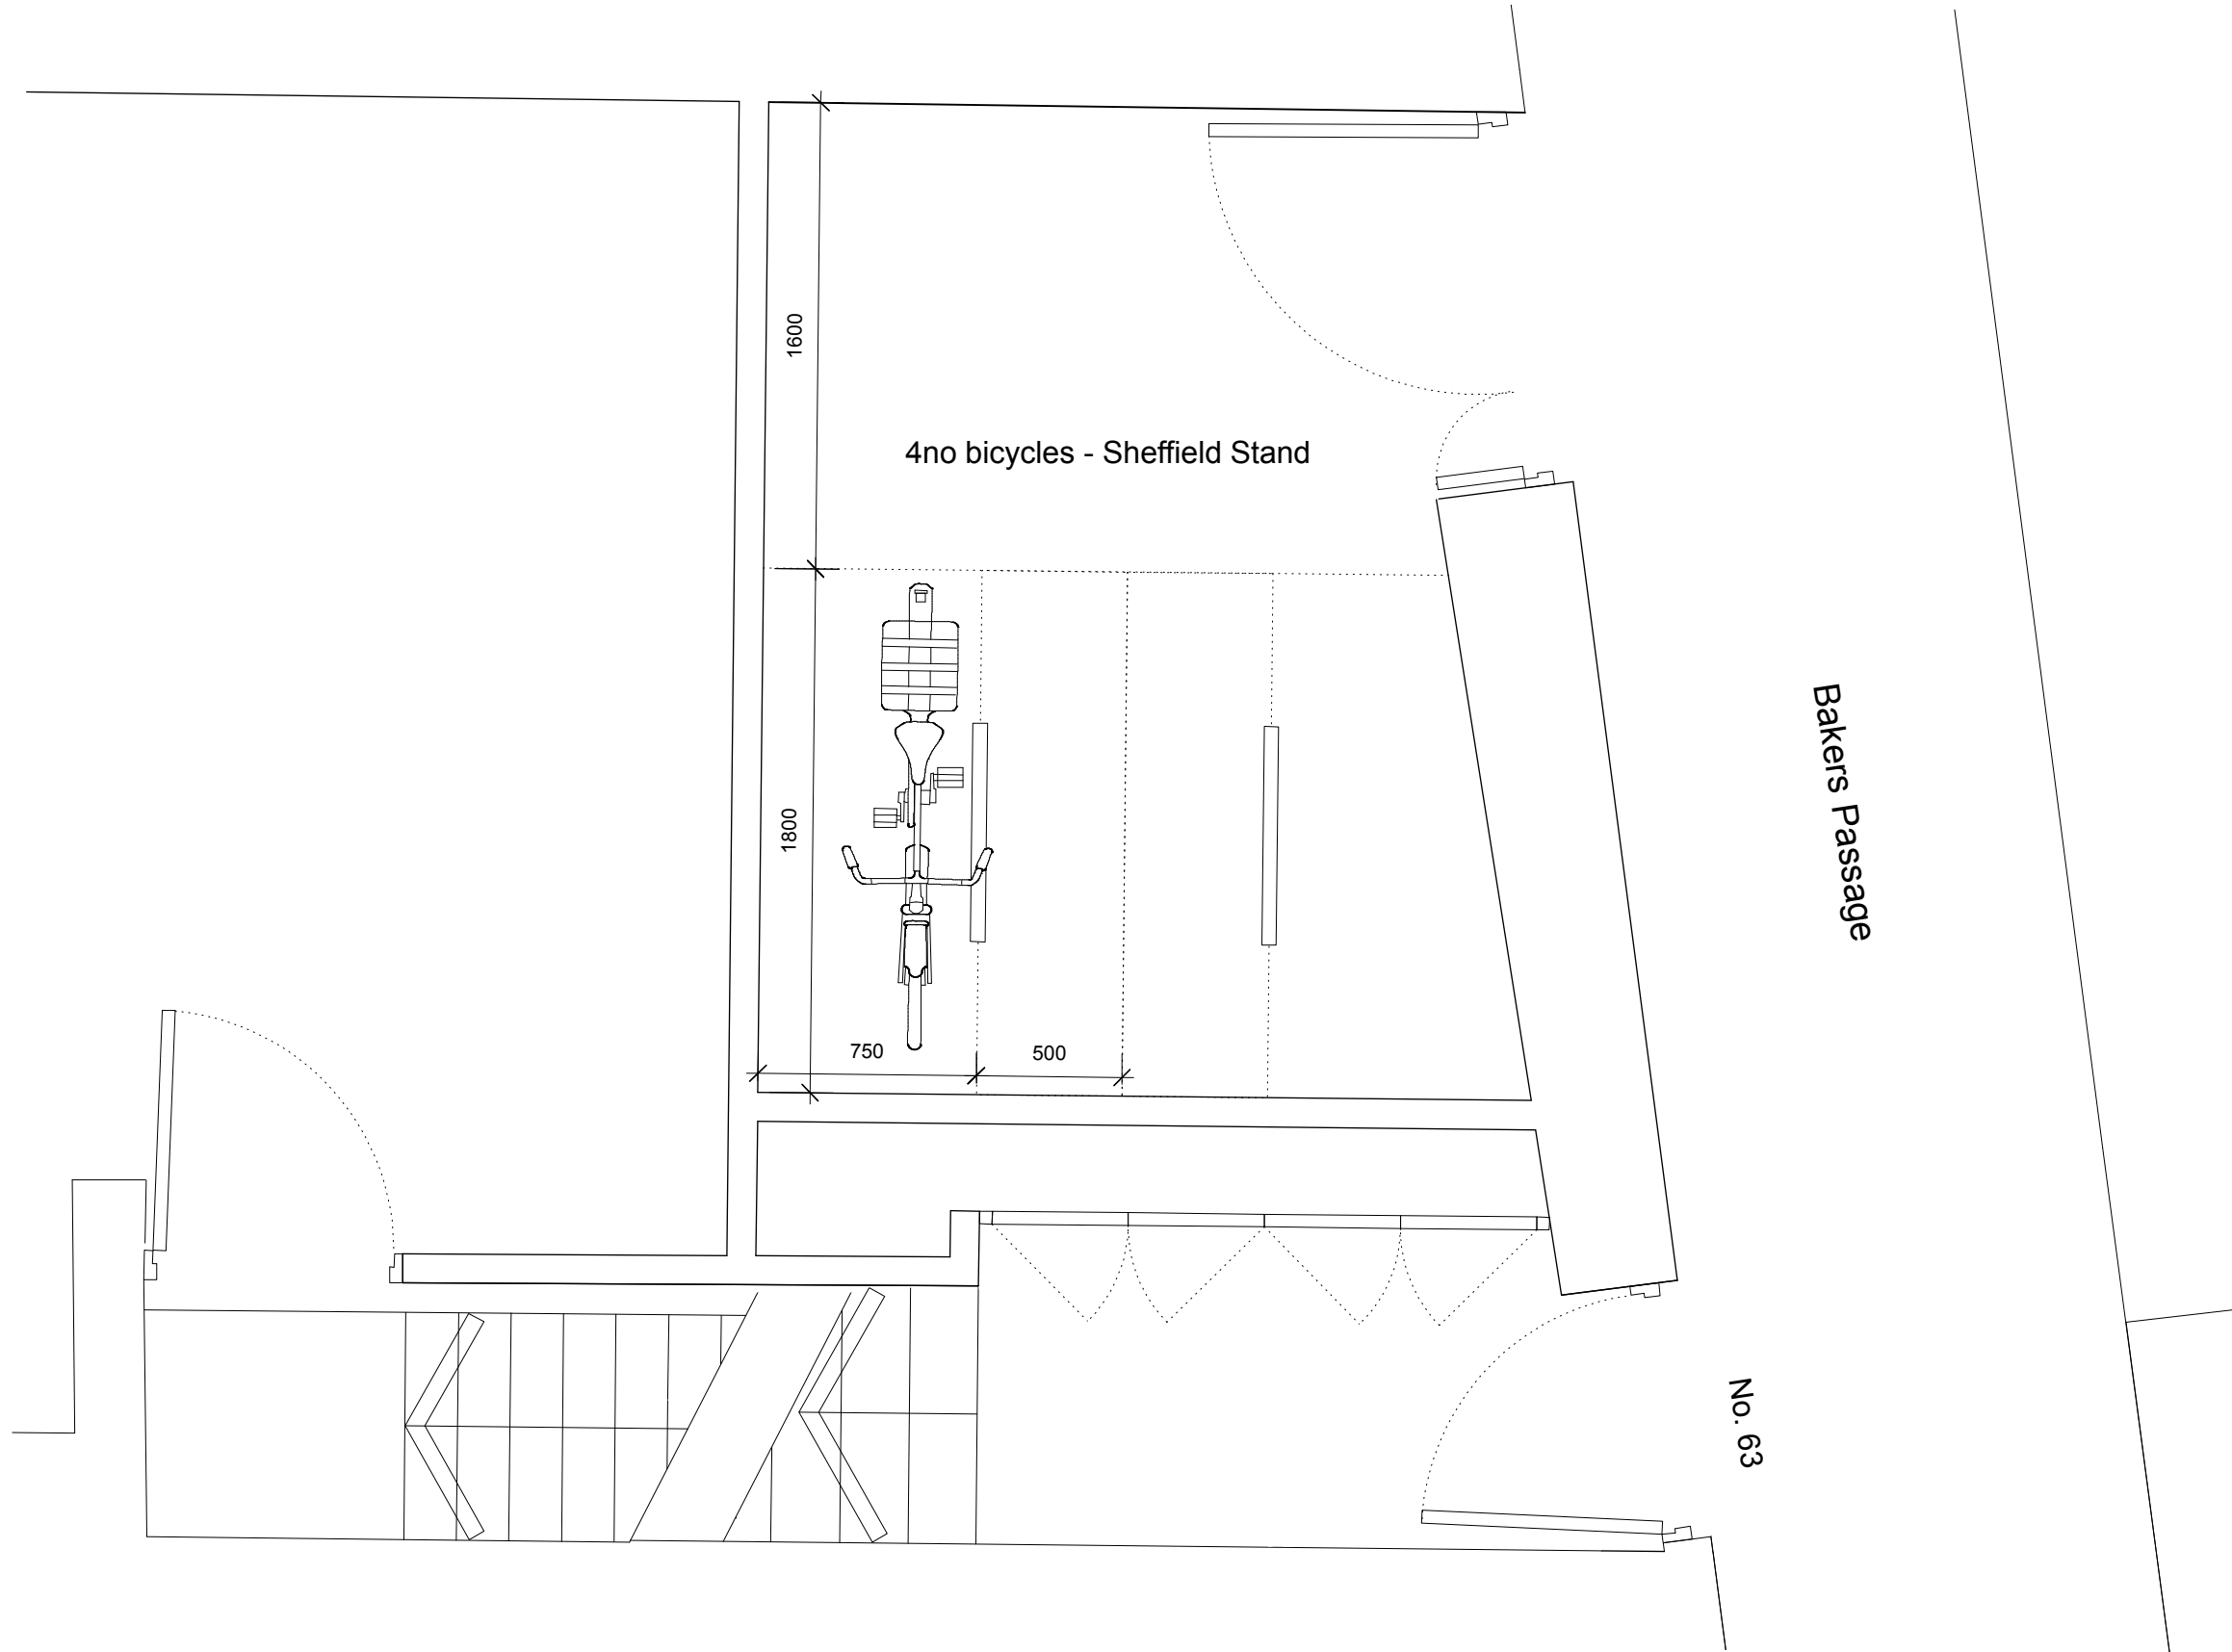 1600
4no bicycles - Sheffield Stand
Bakers Passage
1800
750
500
No. 63